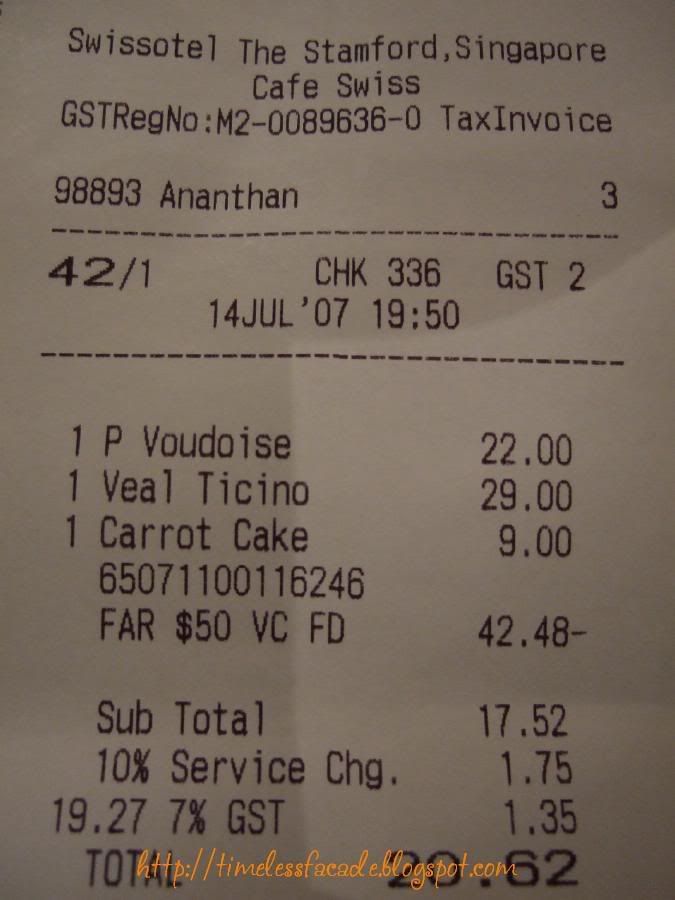 Swissotel The Stamford,Singapore
Cafe Swiss
GSTRegNo:M2-0089636-0 TaxInvoice
98893 Ananthan 3
42/1 CHK 336 GST 2
14JUL'07 19:50
1 P Voudoise 22.00
1 Veal Ticino 29.00
1 Carrot Cake 9.00
65071100116246
FAR $50 VC FD 42.48-
Sub Total 17.52
10% Service Chg. 1.75
19.27 7% GST 1.35
TOTAL 20.62
http://timelessfacade.blogspot.com